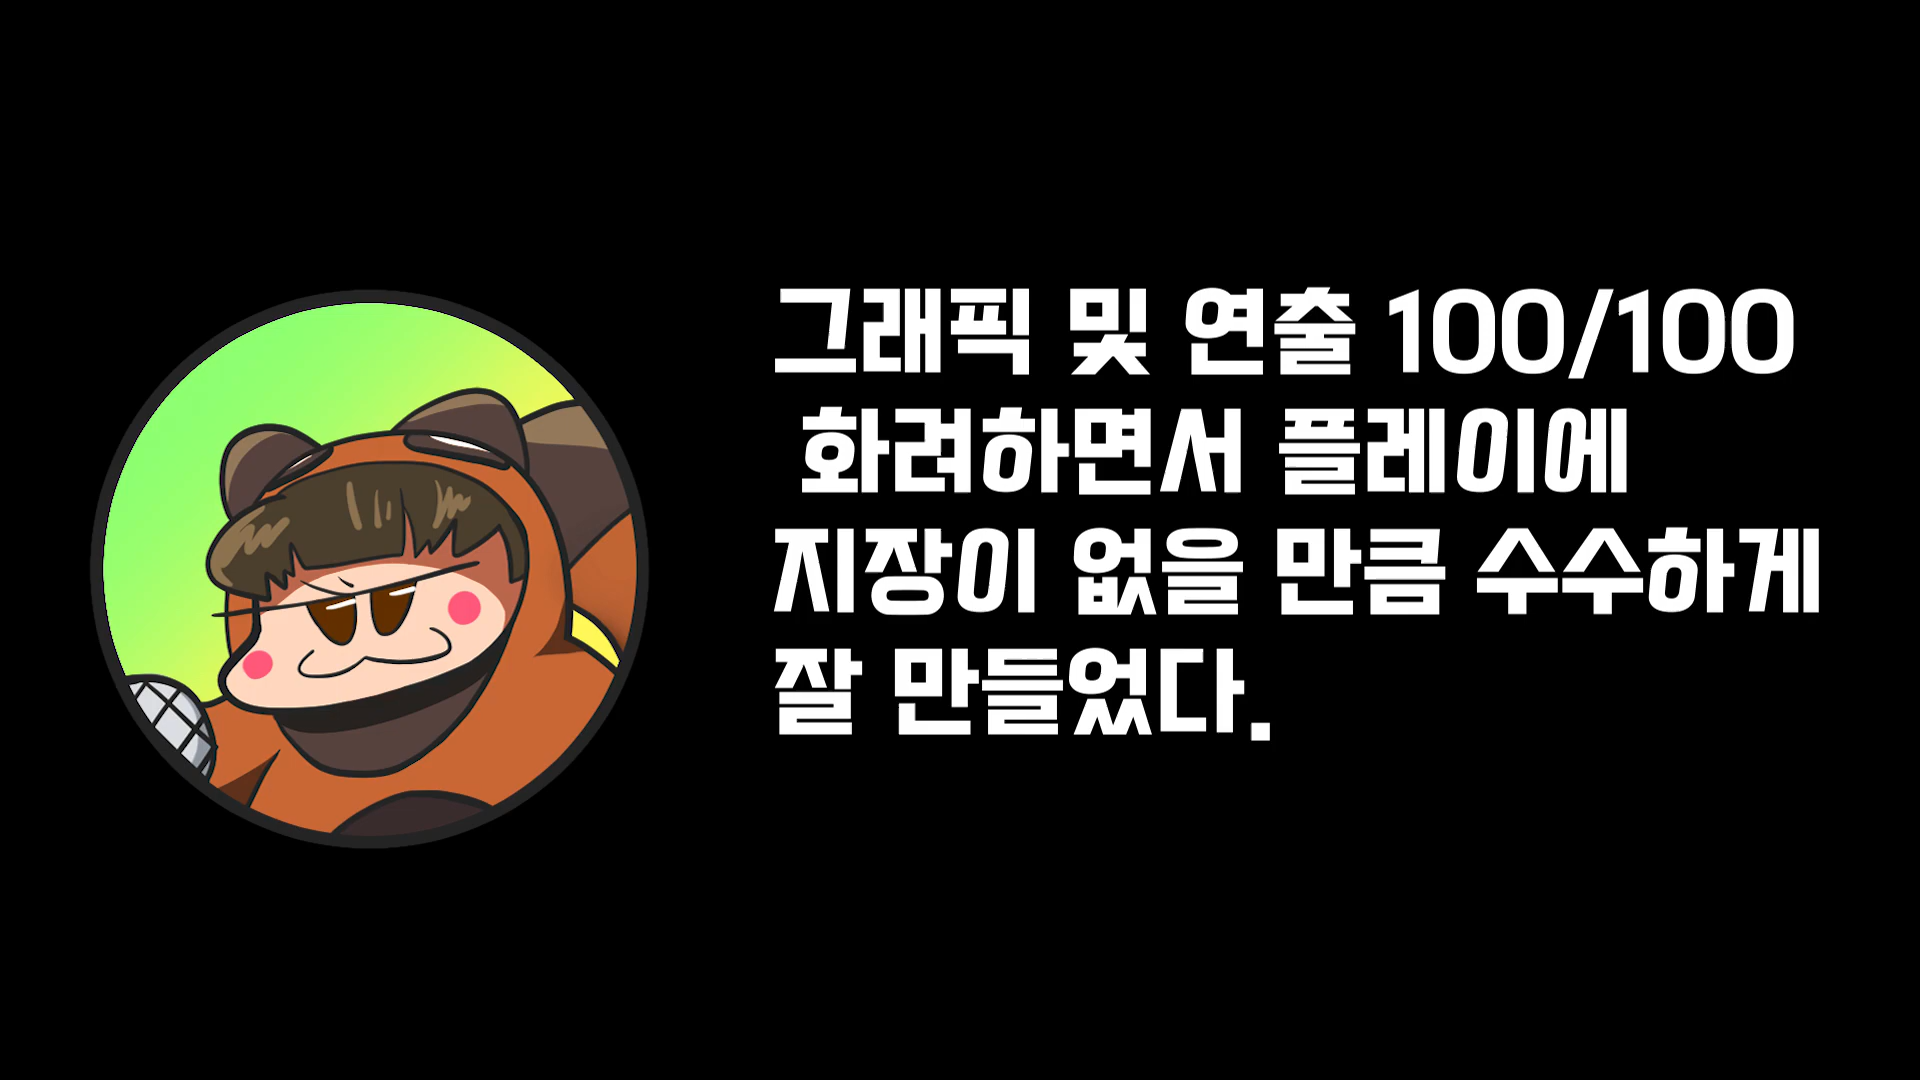 그래픽 및 연출 100/100
화려하면서 플레이에
지장이 없을 만큼 수수하게
잘 만들었다.